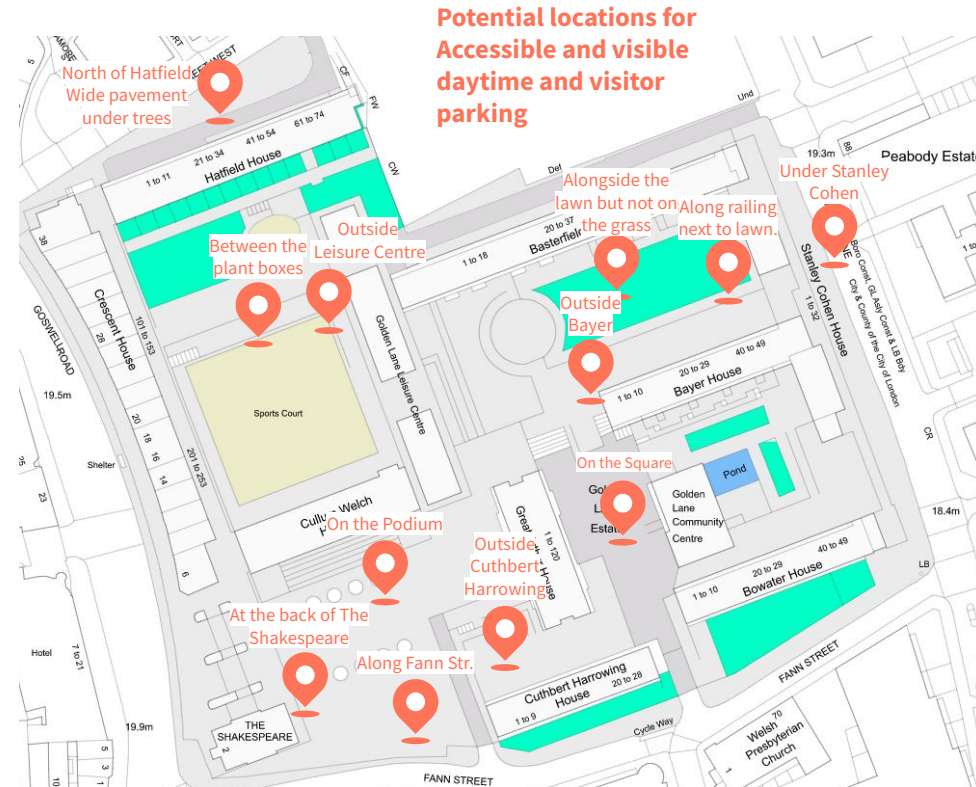 Potential locations for
Accessible and visible
daytime and visitor
parking
North of Hatfield
Wide pavement
under trees
WEST
5
CF
FW
CW
1 to 11
21 to 34
41 to 54
61 to 74
Hatfield House
Und
Def
19.3m
88
Peabody Estate
Under Stanley
Cohen
Alongside the
lawn but not on
the grass
Along railing
next to lawn.
Outside
Leisure Centre
Between the
plant boxes
1 to 18
20 to 37
Basterfield
Outside
Bayer
Stanley Cohen House
1 to 32
Boro Const, GL Asly Const & LB Bdy
City & County of the City of London
38
Crescent House
101 to 153
28
GOSWELLROAD
19.5m
20
18
16
14
201 to 253
6
Shelter
25
23
Sports Court
Golden Lane Leisure Centre
1 to 10
20 to 29
40 to 49
Bayer House
CR
18.4m
LB
On the Square
Pond
Golden
Lane
Community
Centre
Estate
1 to 120
On the Podium
Outside
Cuthbert
Harrowing
1 to 10
20 to 29
40 to 49
Bowater House
At the back of The
Shakespeare
Along Fann Str.
Hotel
7 to 21
19.9m
THE
SHAKESPEARE
2
Cuthbert Harrowing
House
1 to 9
20 to 28
Cycle Way
FANN STREET
FANN STREET
Welsh
Presbyterian
Church
70
1
5
3
1
10